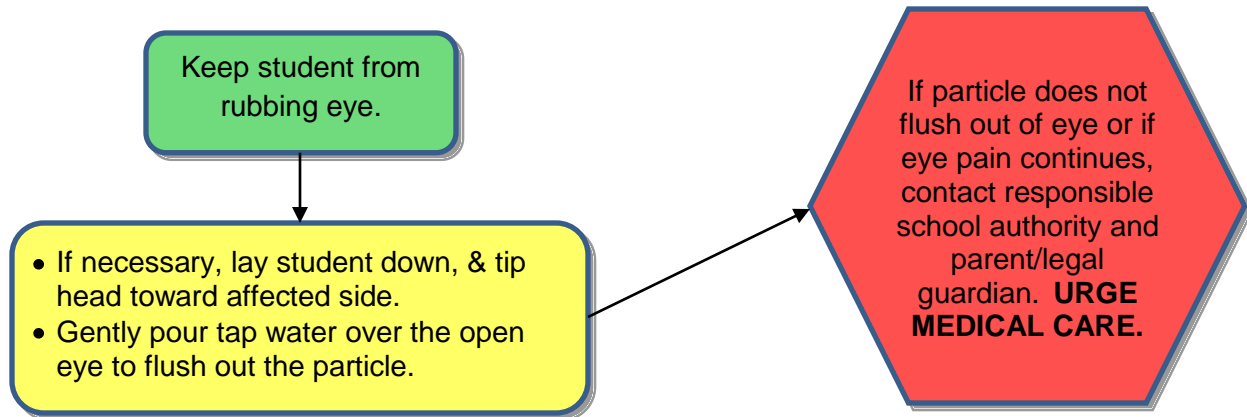 Keep student from
rubbing eye.
• If necessary, lay student down, & tip
head toward affected side.
• Gently pour tap water over the open
eye to flush out the particle.
If particle does not
flush out of eye or if
eye pain continues,
contact responsible
school authority and
parent/legal
guardian.  URGE
MEDICAL CARE.